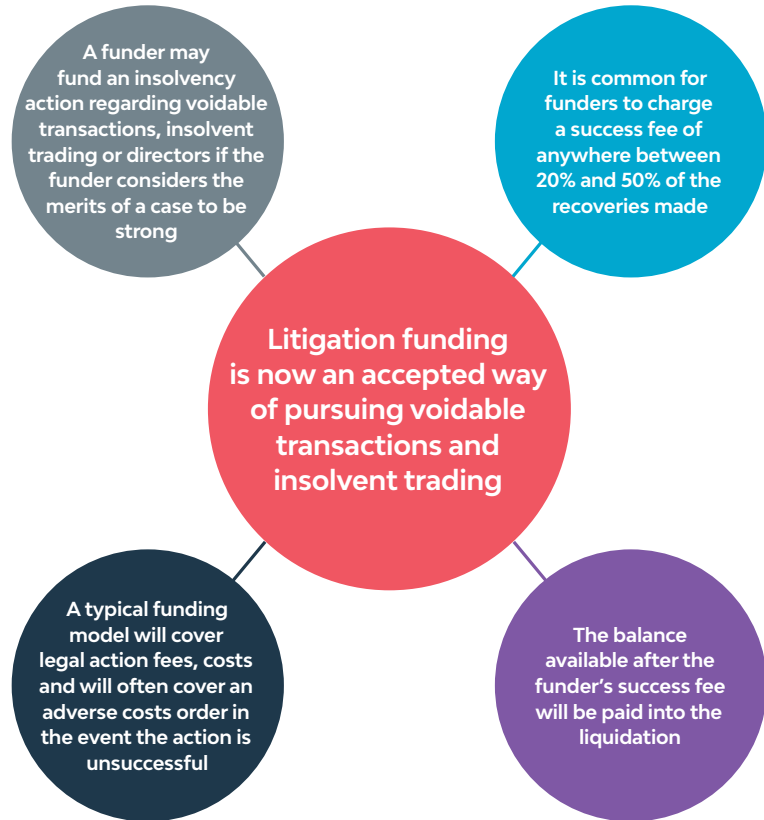 A funder may
fund an insolvency
action regarding voidable
transactions, insolvent
trading or directors if the
funder considers the
merits of a case to be
strong
It is common for
funders to charge
a success fee of
anywhere between
20% and 50% of the
recoveries made
Litigation funding
is now an accepted way
of pursuing voidable
transactions and
insolvent trading
A typical funding
model will cover
legal action fees, costs
and will often cover an
adverse costs order in
the event the action is
unsuccessful
The balance
available after the
funder’s success fee
will be paid into the
liquidation